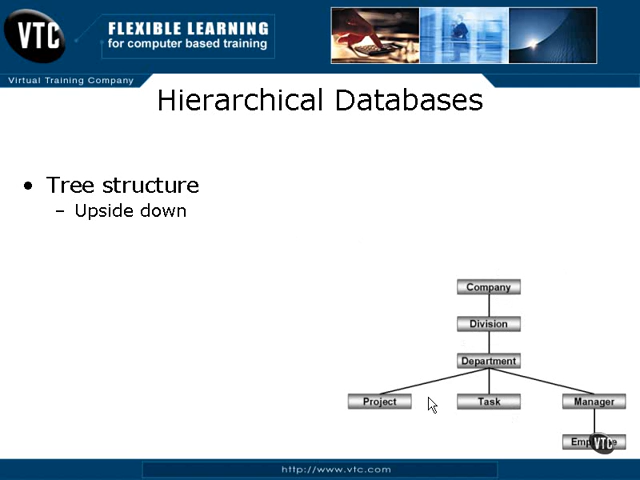 VTC
FLEXIBLE LEARNING
for computer based training
Virtual Training Company
Hierarchical Databases
• Tree structure
– Upside down
Company
Division
Department
Project Task Manager
VTC
http://www.vtc.com